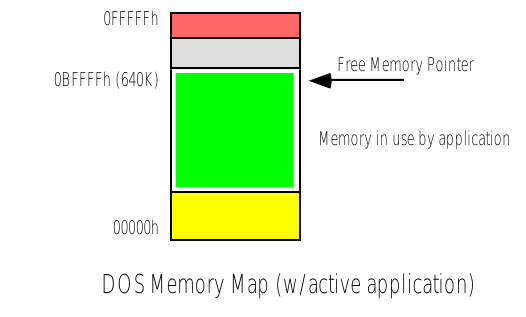 0FFFFFh
0BFFFFh (640K)
Free Memory Pointer
Memory in use by application
00000h
DOS Memory Map (w/active application)